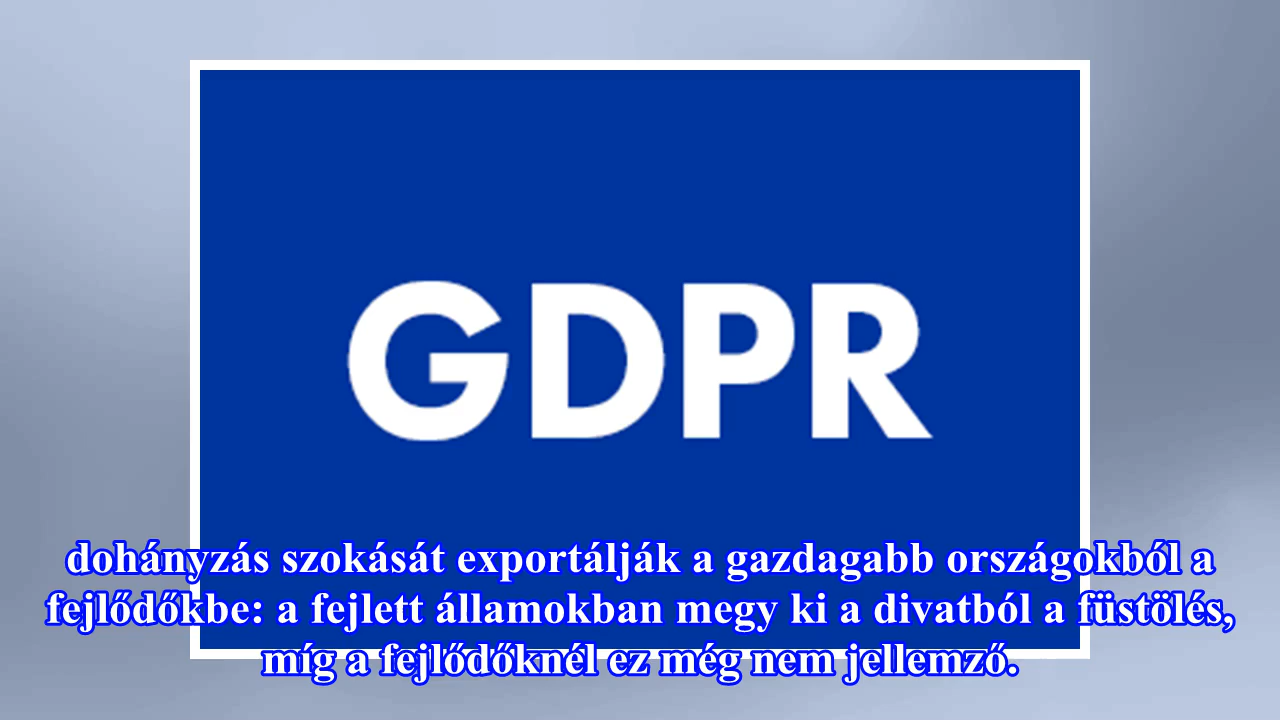 GDPR
dohányzás szokását exportálják a gazdagabb országokból a
fejlődőkbe: a fejlett államokban megy ki a divatból a füstölés,
míg a fejlődőknél ez még nem jellemző.